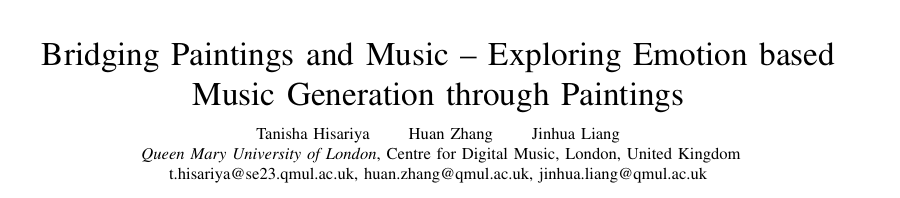 Bridging Paintings and Music – Exploring Emotion based
Music Generation through Paintings
Tanisha Hisariya Huan Zhang Jinhua Liang
Queen Mary University of London, Centre for Digital Music, London, United Kingdom
t.hisariya@se23.qmul.ac.uk, huan.zhang@qmul.ac.uk, jinhua.liang@qmul.ac.uk